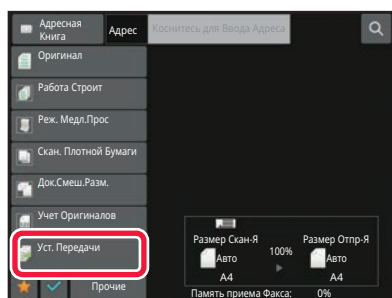 Адресная
Книга
Адрес
Коснитесь для Ввода Адреса
Оригинал
Работа Строит
Реж. Медл.Прос
Скан. Плотной Бумаги
Док.Смеш.Разм.
Учет Оригиналов
Уст. Передачи
Прочие
Размер Скан-Я
100%
Размер Отпр-Я
Авто
Авто
A4
A4
Память приема Факса: 0%